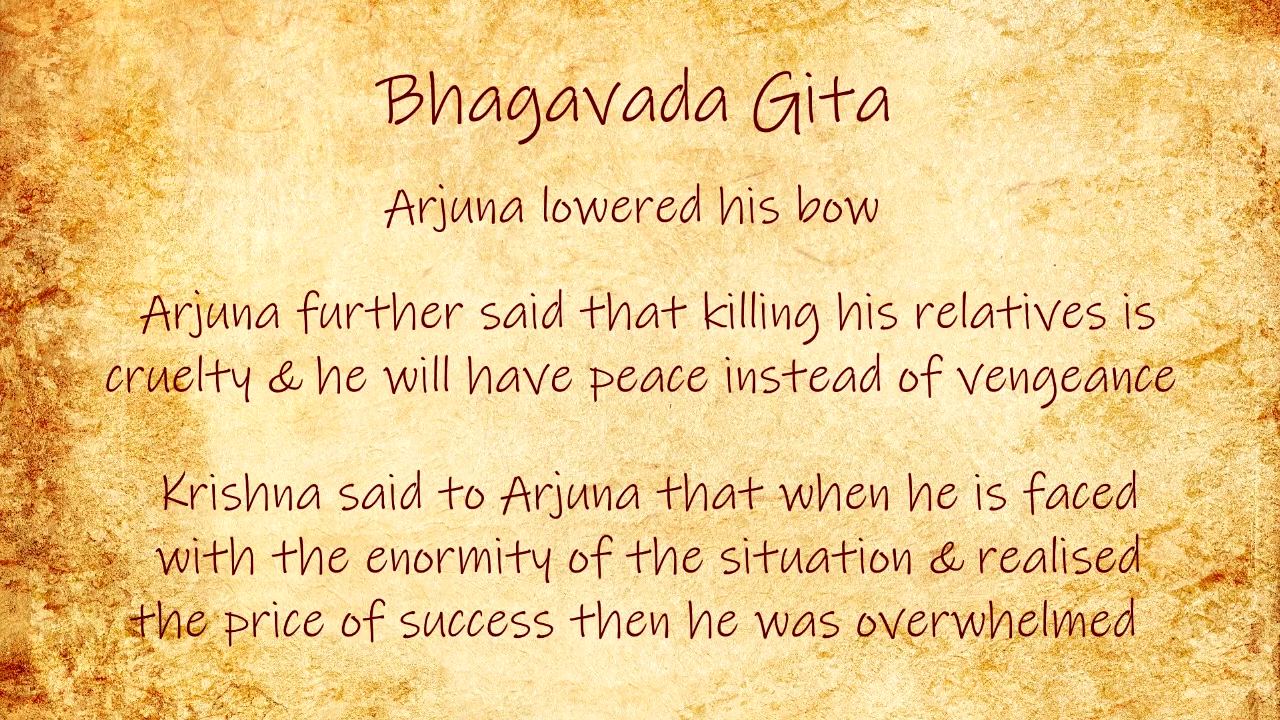 Bhagavada Gita
Arjuna lowered his bow
Arjuna further said that killing his relatives is
cruelty & he will have peace instead of vengeance
Krishna said to Arjuna that when he is faced
with the enormity of the situation & realised
the price of success then he was overwhelmed